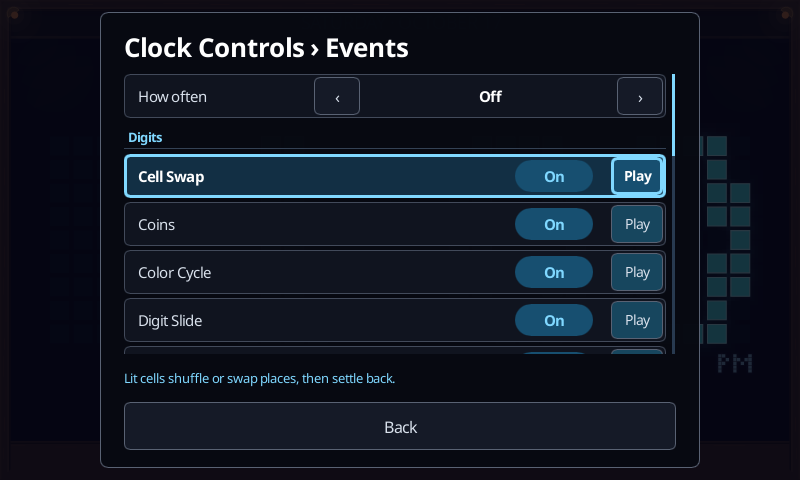 Clock Controls › Events
How often ‹ Off ›
Digits
Cell Swap On Play
Coins On Play
Color Cycle On Play
Digit Slide On Play
PM
Lit cells shuffle or swap places, then settle back.
Back